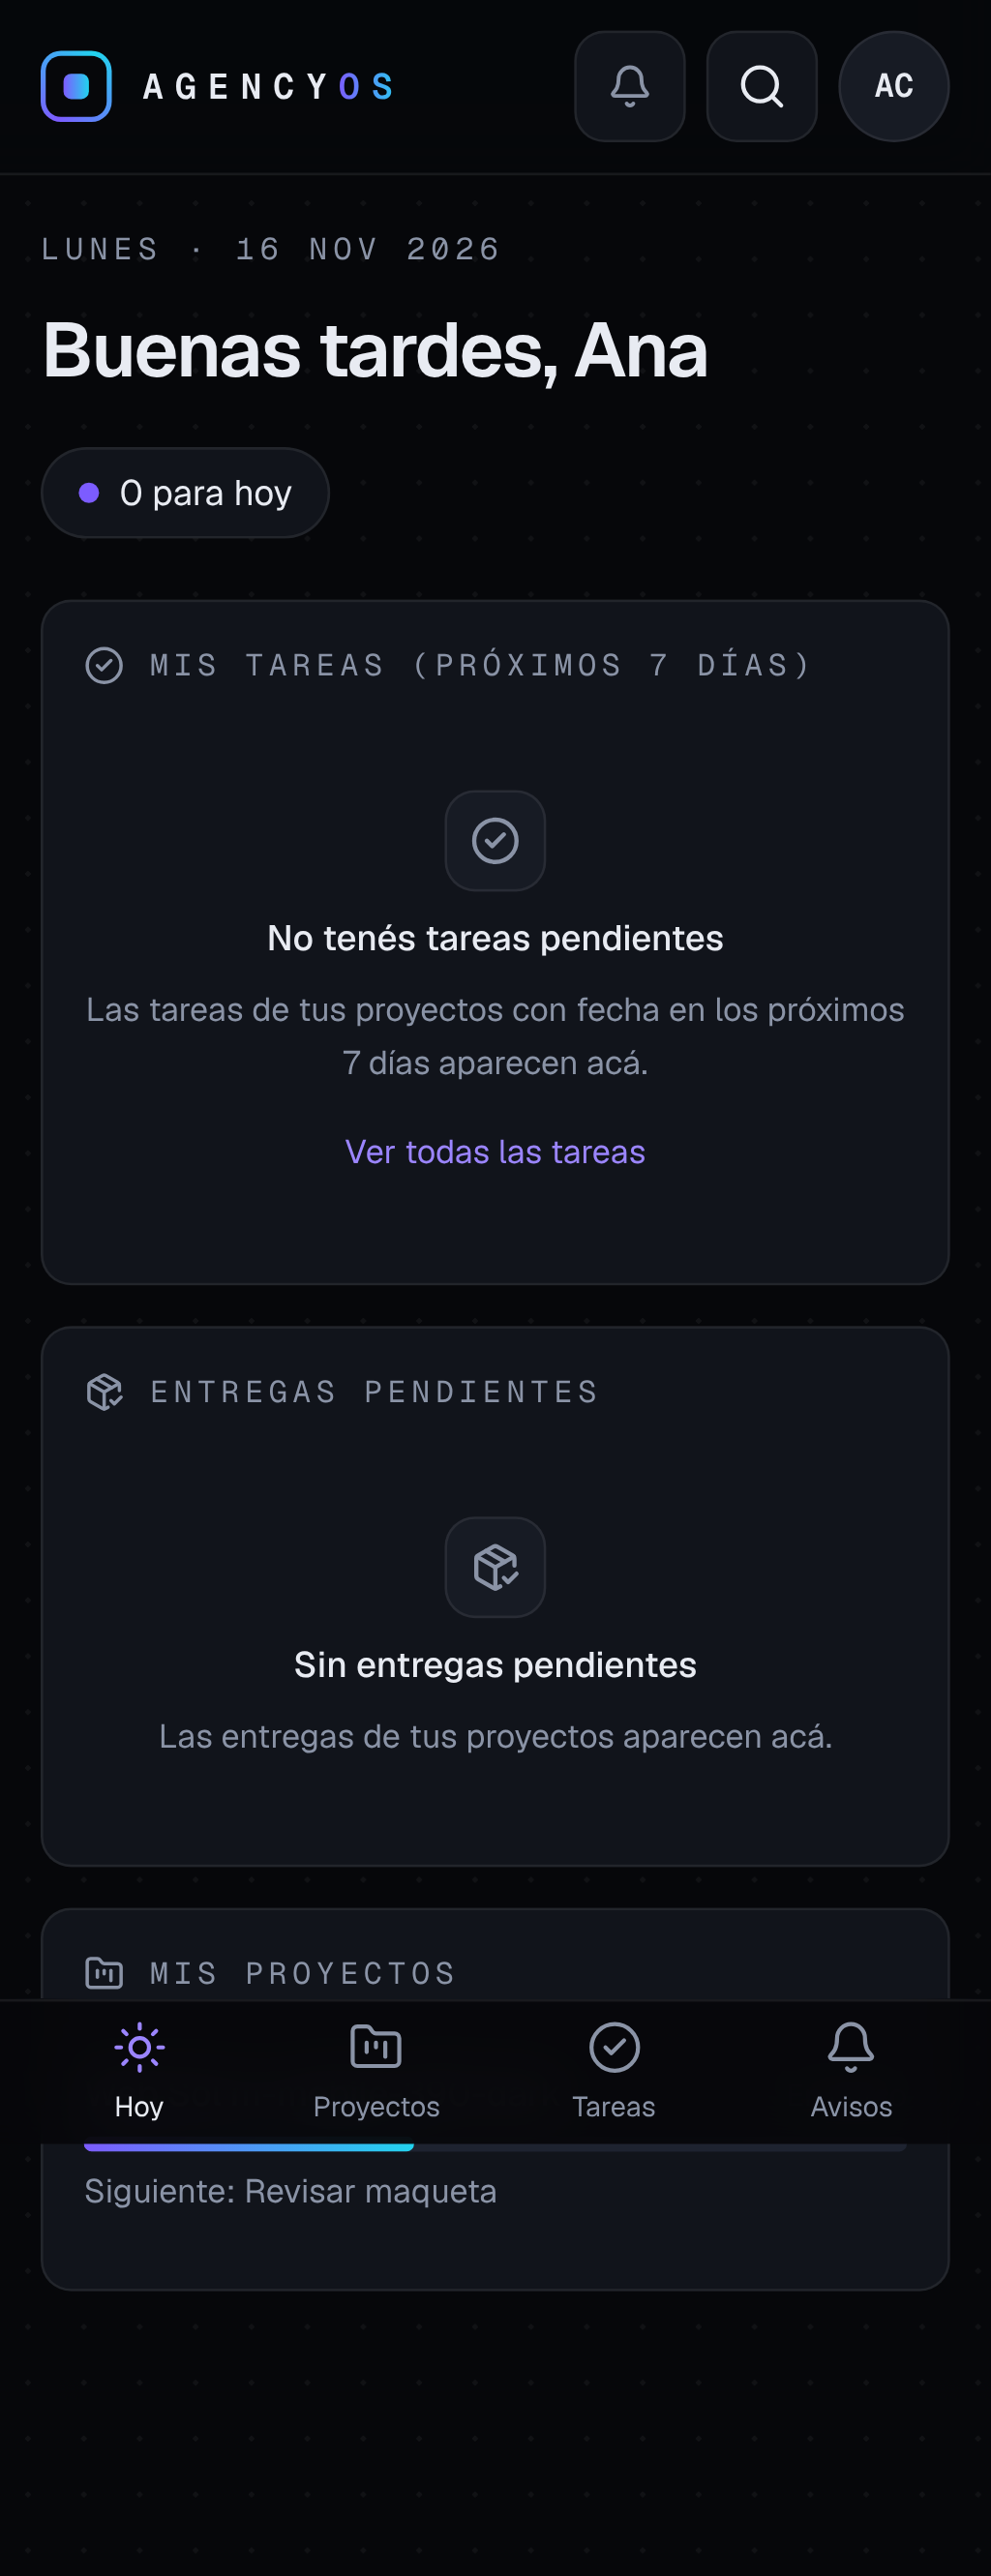 AGENCYOS
AC
LUNES · 16 NOV 2026
Buenas tardes, Ana
0 para hoy
MIS TAREAS (PRÓXIMOS 7 DÍAS)
No tenés tareas pendientes
Las tareas de tus proyectos con fecha en los próximos
7 días aparecen acá.
Ver todas las tareas
ENTREGAS PENDIENTES
Sin entregas pendientes
Las entregas de tus proyectos aparecen acá.
MIS PROYECTOS
Hoy
Proyectos
Tareas
Avisos
Siguiente: Revisar maqueta